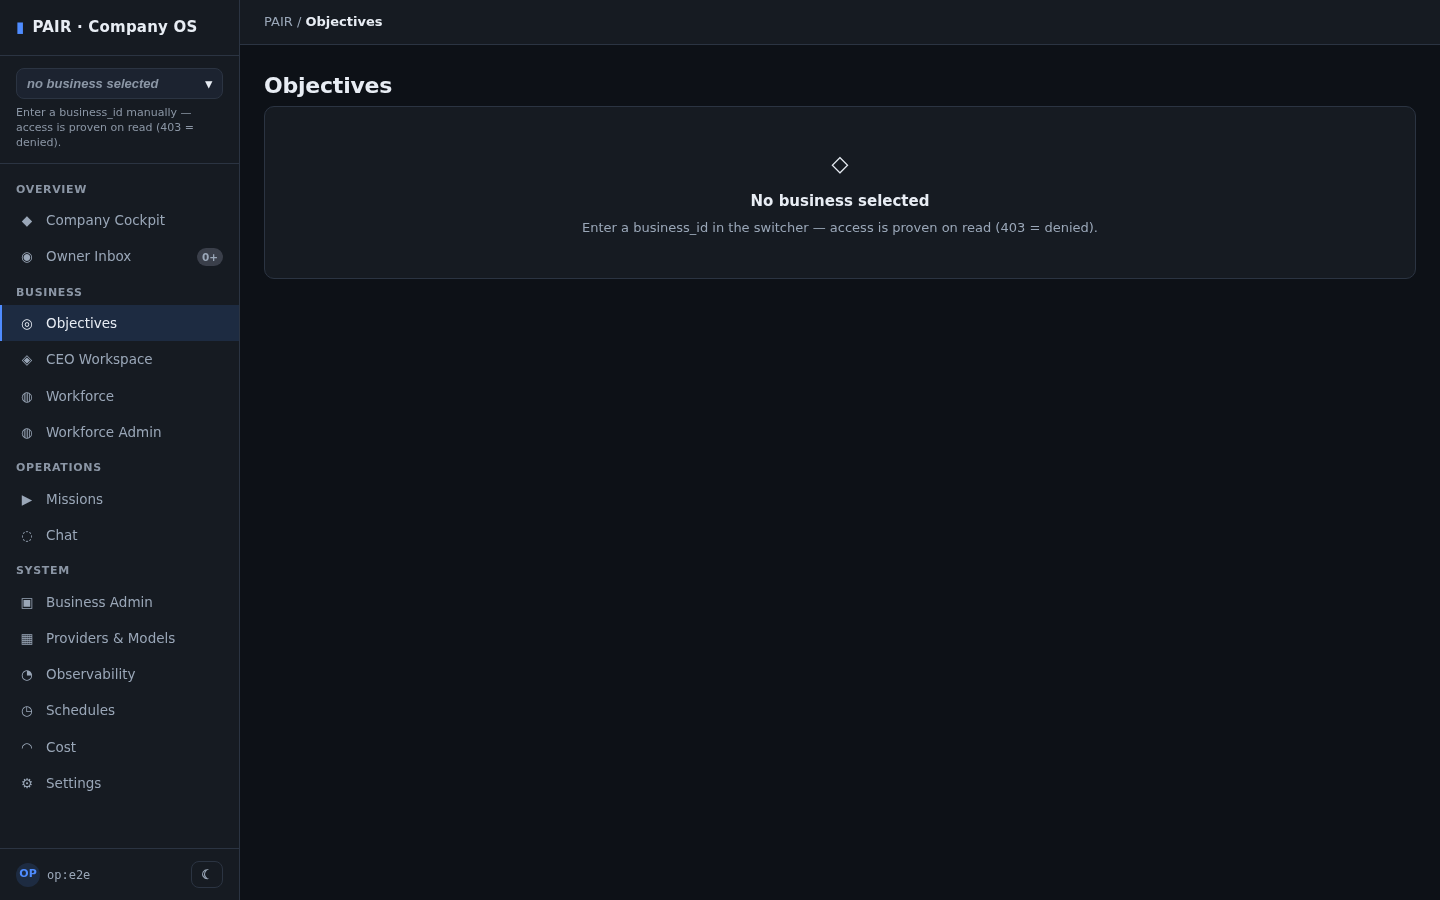 PAIR · Company OS
no business selected
Enter a business_id manually —
access is proven on read (403 =
denied).
OVERVIEW
Company Cockpit
Owner Inbox 0+
BUSINESS
Objectives
CEO Workspace
Workforce
Workforce Admin
OPERATIONS
Missions
Chat
SYSTEM
Business Admin
Providers & Models
Observability
Schedules
Cost
Settings
OP op:e2e
PAIR / Objectives
Objectives
No business selected
Enter a business_id in the switcher — access is proven on read (403 = denied).